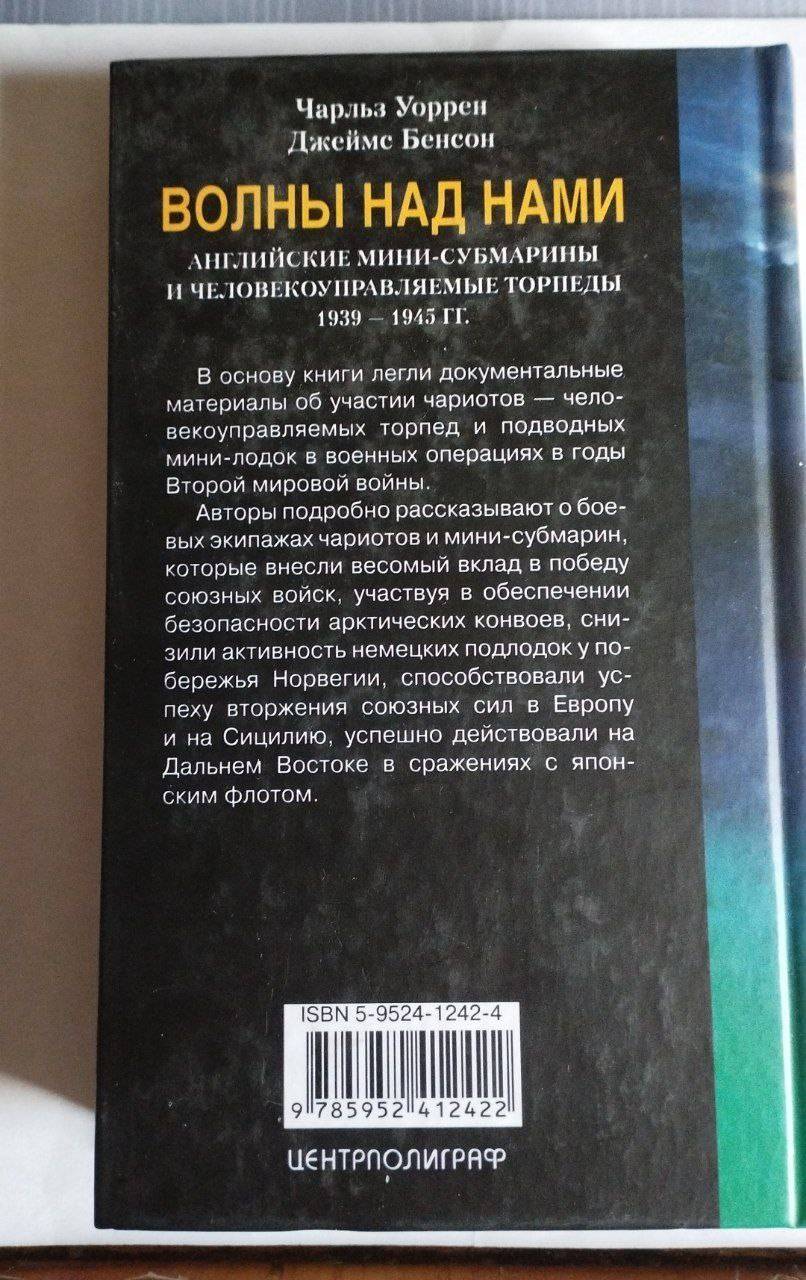 Чарльз Уоррен
Джеймс Бенсон
ВОЛНЫ НАД НАМИ
АНГЛИЙСКИЕ МИНИ-СУБМАРИНЫ
И ЧЕЛОВЕКОУПРАВЛЯЕМЫЕ ТОРПЕДЫ
1939 – 1945 ГГ.
В основу книги легли документальные
материалы об участии чариотов — чело-
векоуправляемых торпед и подводных
мини-лодок в военных операциях в годы
Второй мировой войны.
Авторы подробно рассказывают о бое-
вых экипажах чариотов и мини-субмарин,
которые внесли весомый вклад в победу
союзных войск, участвуя в обеспечении
безопасности арктических конвоев, сни-
зили активность немецких подлодок у по-
бережья Норвегии, способствовали ус-
пеху вторжения союзных сил в Европу
и на Сицилию, успешно действовали на
Дальнем Востоке в сражениях с япон-
ским флотом.
ISBN 5-9524-1242-4
9 785952 412422
ЦЕНТРПОЛИГРАФ